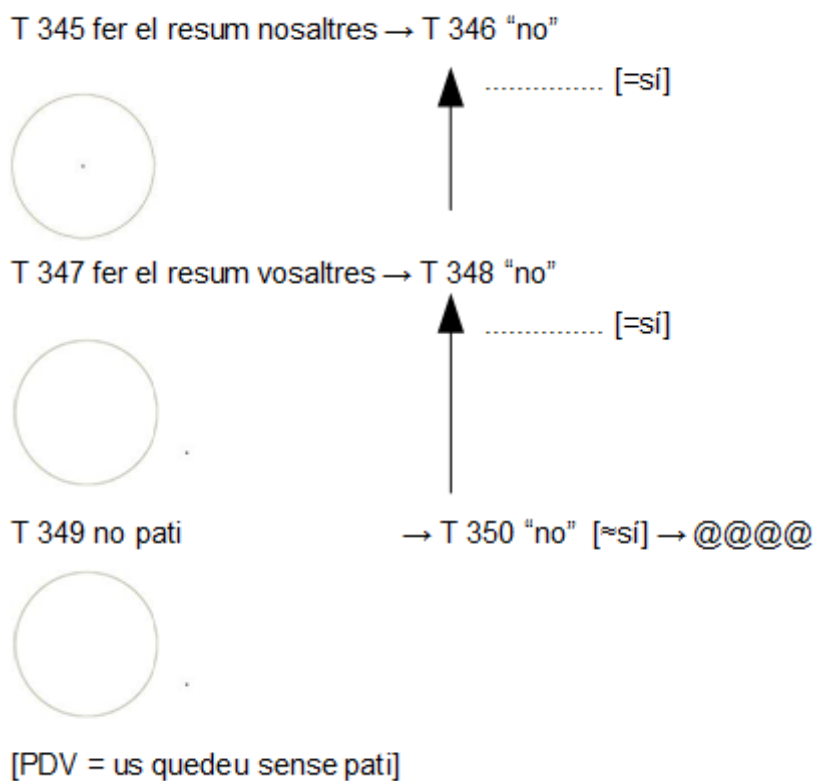 T 345 fer el resum nosaltres → T 346 “no”
............... [=sí]
T 347 fer el resum vosaltres → T 348 “no”
............... [=sí]
T 349 no pati → T 350 “no” [≈sí] → @@@@
[PDV = us quedeu sense pati]